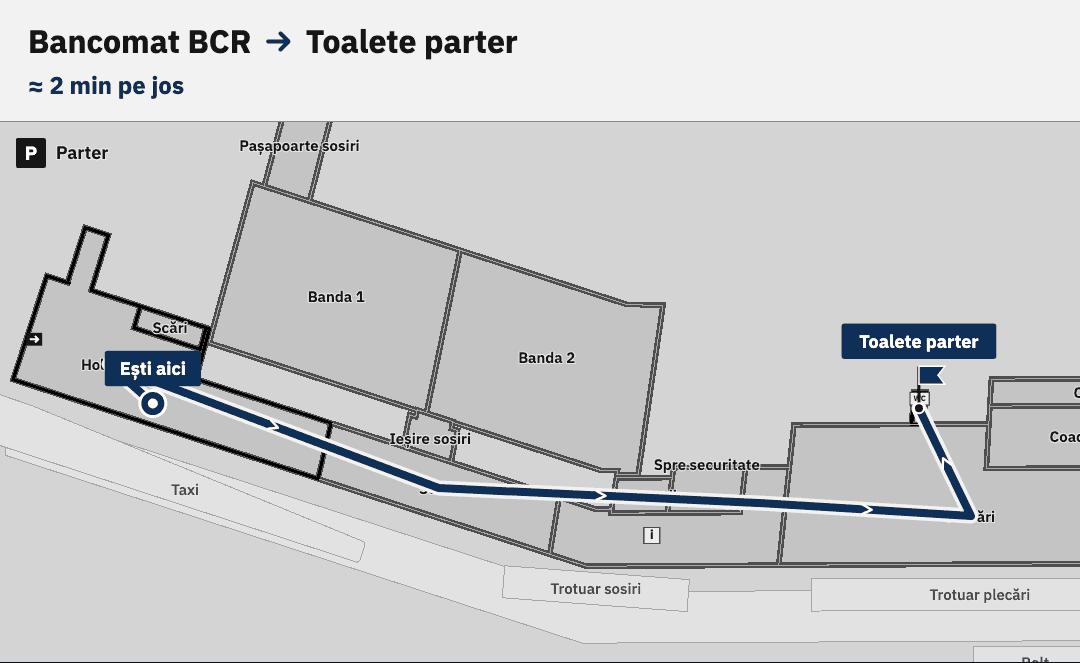 Bancomat BCR → Toalete parter
≈ 2 min pe jos
P Parter
Pașapoarte sosiri
Banda 1
Scări
Banda 2
Toalete parter
Ești aici
WC
Ieșire sosiri
Spre securitate
Taxi
i
Trotuar sosiri
Trotuar plecări